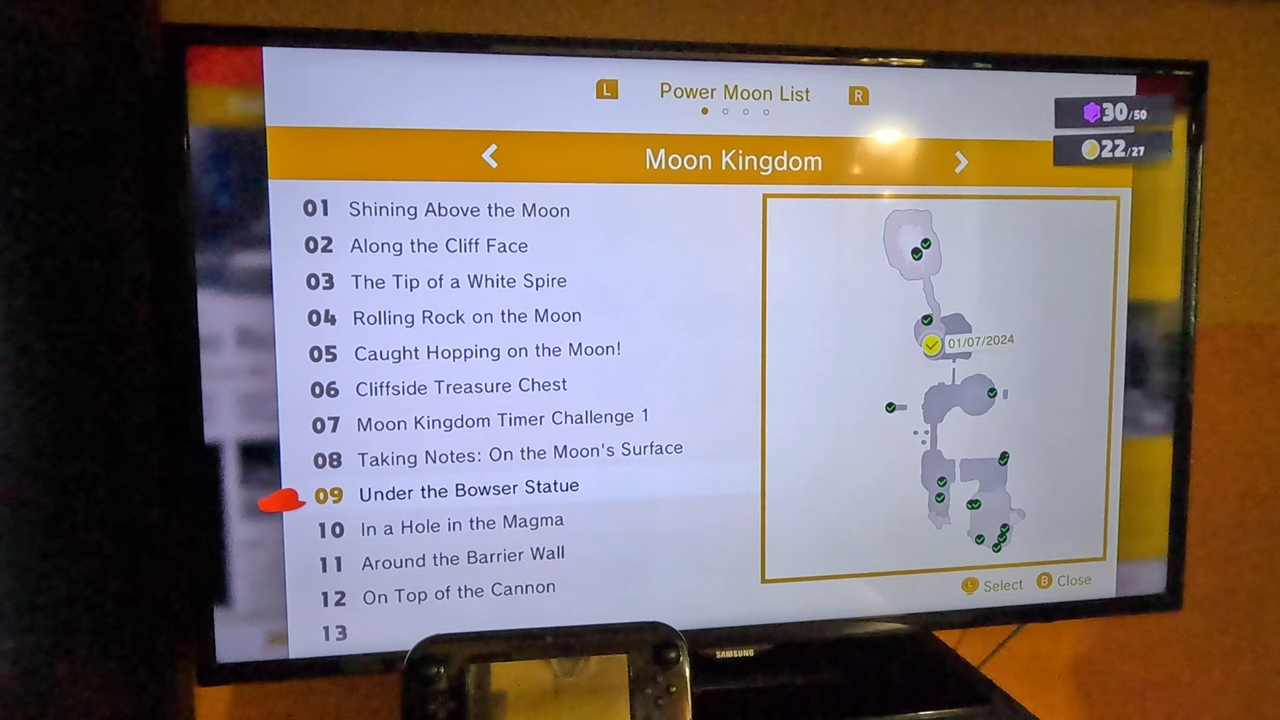 L Power Moon List R
30/50
22/27
Moon Kingdom
01 Shining Above the Moon
02 Along the Cliff Face
03 The Tip of a White Spire
04 Rolling Rock on the Moon
01/07/2024
05 Caught Hopping on the Moon!
06 Cliffside Treasure Chest
07 Moon Kingdom Timer Challenge 1
08 Taking Notes: On the Moon's Surface
09 Under the Bowser Statue
10 In a Hole in the Magma
11 Around the Barrier Wall
12 On Top of the Cannon
13
L Select B Close
SAMSUNG